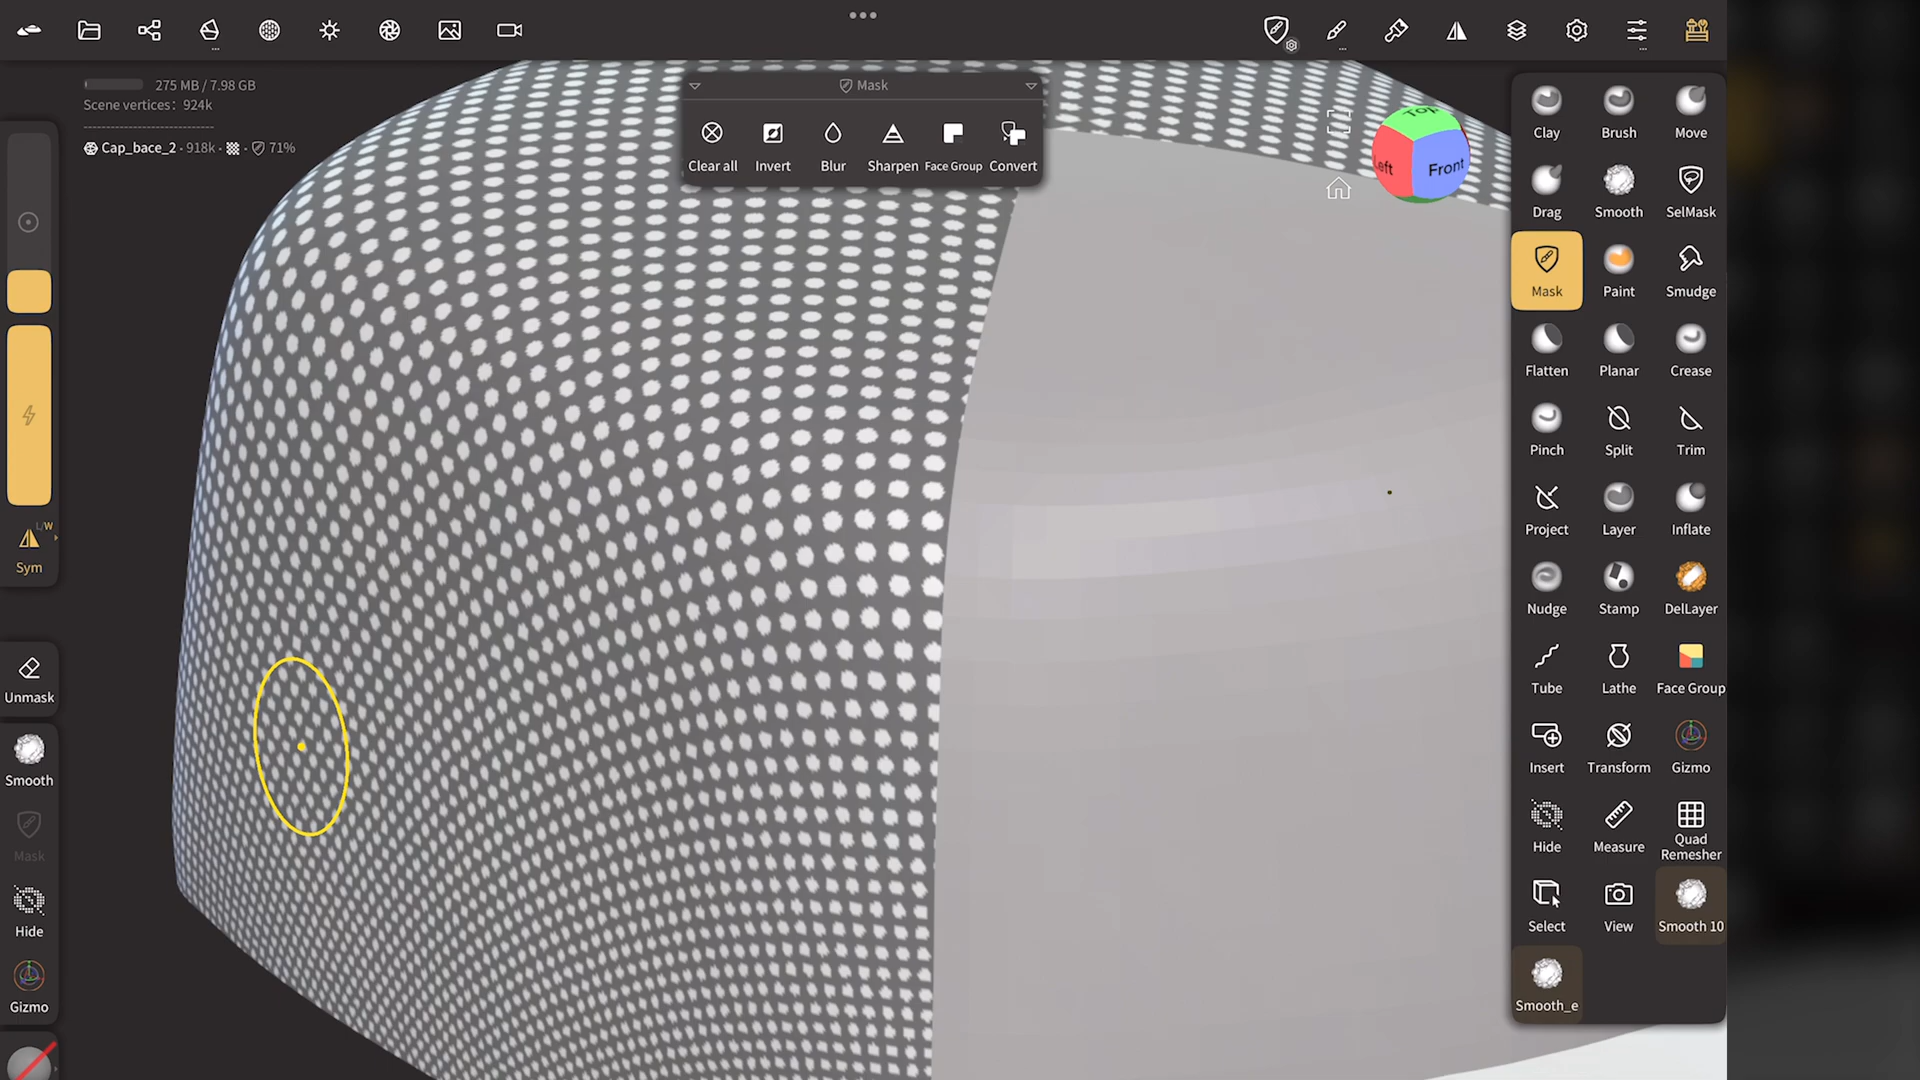 275 MB / 7.98 GB
Scene vertices: 924k
Cap_bace_2 - 918k - - 71%
Mask
Clear all
Invert
Blur
Sharpen
Face Group
Convert
Top
Left
Front
L/W
Sym
Unmask
Smooth
Mask
Hide
Gizmo
Clay
Brush
Move
Drag
Smooth
SelMask
Mask
Paint
Smudge
Flatten
Planar
Crease
Pinch
Split
Trim
Project
Layer
Inflate
Nudge
Stamp
DelLayer
Tube
Lathe
Face Group
Insert
Transform
Gizmo
Hide
Measure
Quad
Remesher
Select
View
Smooth 10
Smooth_e